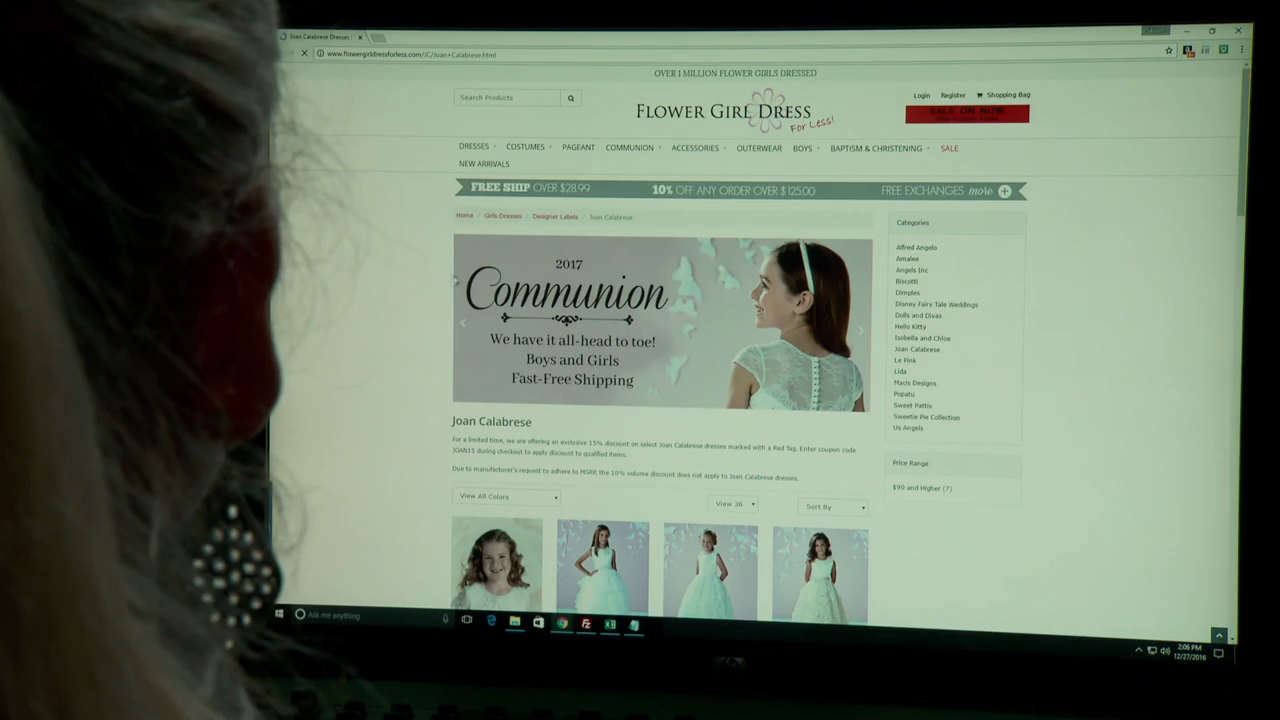 Joan Calabrese Dresses
www.flowergirldressforless.com/JC/Joan+Calabrese.html
OVER 1 MILLION FLOWER GIRLS DRESSED
Search Products
Login Register Shopping Bag
FLOWER GIRL DRESS
For Less!
SALE ON NOW
DRESSES COSTUMES PAGEANT COMMUNION ACCESSORIES OUTERWEAR BOYS BAPTISM & CHRISTENING SALE
NEW ARRIVALS
FREE SHIP OVER $28.99 10% OFF ANY ORDER OVER $125.00 FREE EXCHANGES more
Home / Girls-Dresses / Designer Labels / Joan Calabrese
2017
Communion
We have it all-head to toe!
Boys and Girls
Fast-Free Shipping
Categories
Alfred Angelo
Amalee
Angels Inc
Biscotti
Dimples
Disney Fairy Tale Weddings
Dolls and Divas
Hello Kitty
Isobella and Chloe
Joan Calabrese
Le Pink
Lida
Macis Designs
Popatu
Sweet Pattis
Sweetie Pie Collection
Us Angels
Price Range
$90 and Higher (7)
Joan Calabrese
For a limited time, we are offering an exclusive 15% discount on select Joan Calabrese dresses marked with a Red Tag. Enter coupon code
JOAN15 during checkout to apply discount to qualified items.
Due to manufacturer's request to adhere to MSRP, the 10% volume discount does not apply to Joan Calabrese dresses.
View All Colors View 36 Sort By
Ask me anything
2:06 PM
12/27/2016